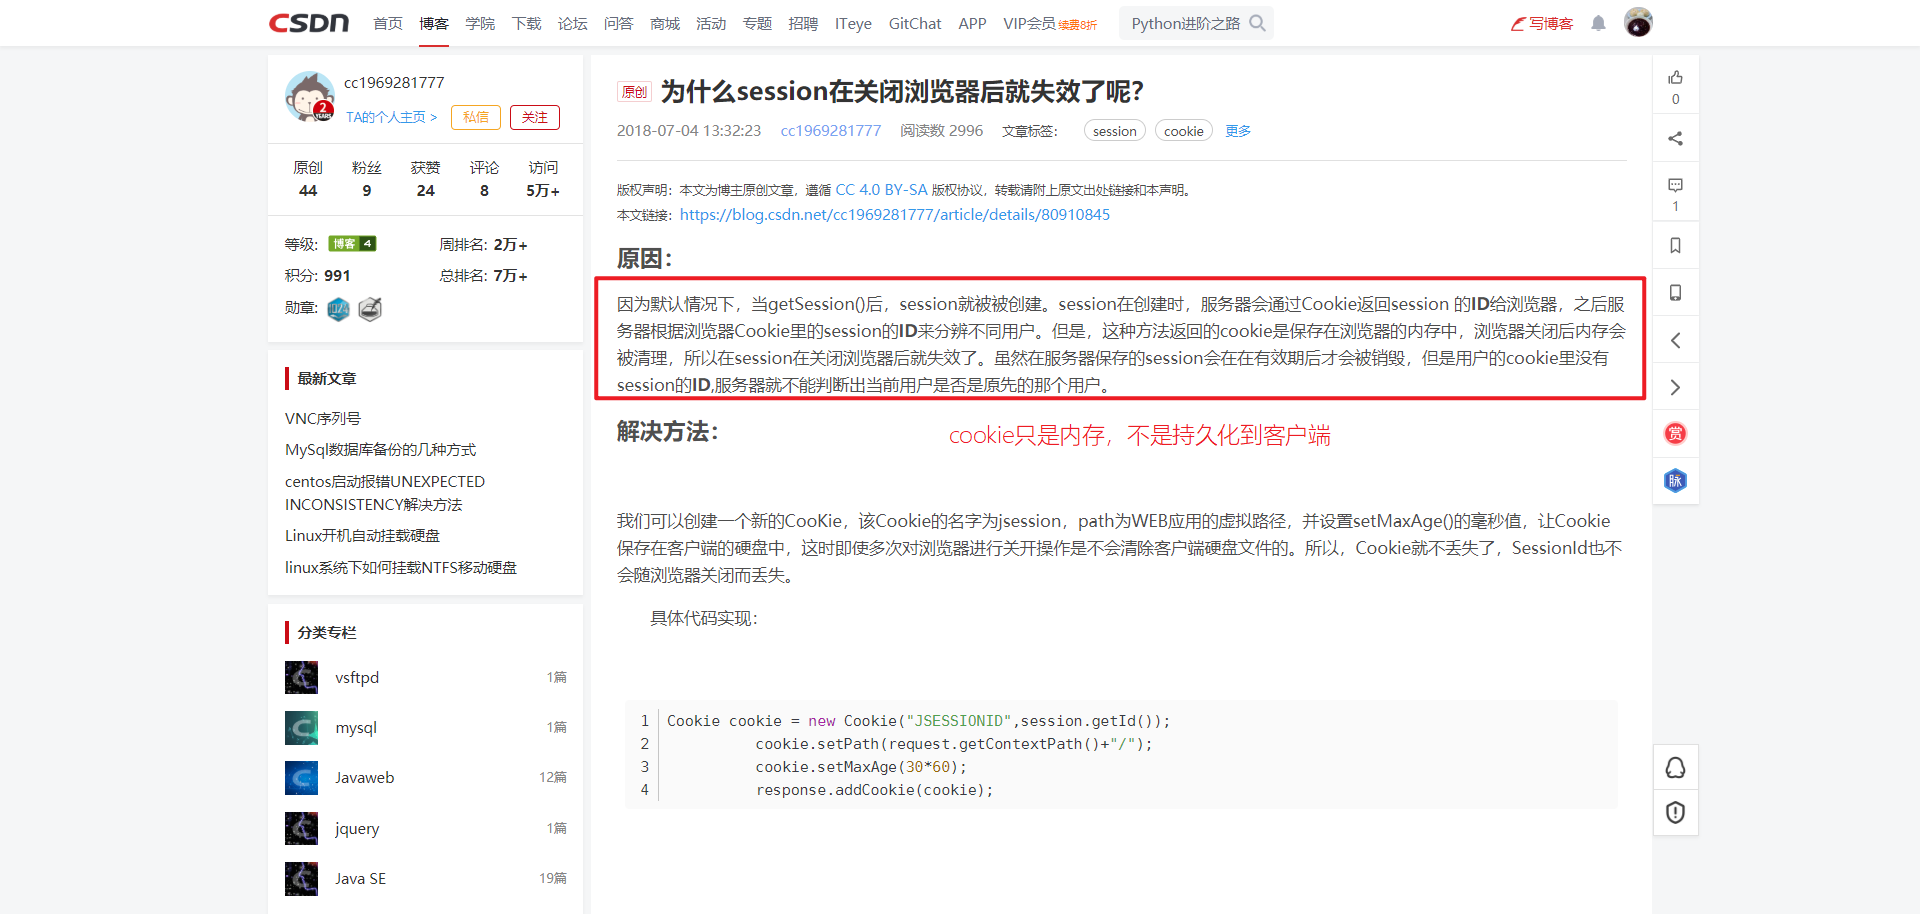 CSDN 首页 博客 学院 下载 论坛 问答 商城 活动 专题 招聘 ITeye GitChat APP VIP会员 续费8折 Python进阶之路 写博客
cc1969281777
2 YEARS
TA的个人主页 > 私信 关注
原创 粉丝 获赞 评论 访问
44 9 24 8 5万+
等级: 博客 4 周排名: 2万+
积分: 991 总排名: 7万+
勋章: 1024
最新文章
VNC序列号
MySql数据库备份的几种方式
centos启动报错UNEXPECTED
INCONSISTENCY解决方法
Linux开机自动挂载硬盘
linux系统下如何挂载NTFS移动硬盘
分类专栏
vsftpd 1篇
mysql 1篇
Javaweb 12篇
jquery 1篇
Java SE 19篇
原创 为什么session在关闭浏览器后就失效了呢？
2018-07-04 13:32:23 cc1969281777 阅读数 2996 文章标签： session cookie 更多
版权声明：本文为博主原创文章，遵循 CC 4.0 BY-SA 版权协议，转载请附上原文出处链接和本声明。
本文链接：https://blog.csdn.net/cc1969281777/article/details/80910845
原因：
因为默认情况下，当getSession()后，session就被被创建。session在创建时，服务器会通过Cookie返回session 的ID给浏览器，之后服
务器根据浏览器Cookie里的session的ID来分辨不同用户。但是，这种方法返回的cookie是保存在浏览器的内存中，浏览器关闭后内存会
被清理，所以在session在关闭浏览器后就失效了。虽然在服务器保存的session会在在有效期后才会被销毁，但是用户的cookie里没有
session的ID,服务器就不能判断出当前用户是否是原先的那个用户。
解决方法：
cookie只是内存，不是持久化到客户端
我们可以创建一个新的CooKie，该Cookie的名字为jsession，path为WEB应用的虚拟路径，并设置setMaxAge()的毫秒值，让Cookie
保存在客户端的硬盘中，这时即使多次对浏览器进行关开操作是不会清除客户端硬盘文件的。所以，Cookie就不丢失了，SessionId也不
会随浏览器关闭而丢失。
具体代码实现：
1 Cookie cookie = new Cookie("JSESSIONID",session.getId());
2 cookie.setPath(request.getContextPath()+"/");
3 cookie.setMaxAge(30*60);
4 response.addCookie(cookie);
0
1
赏
脉